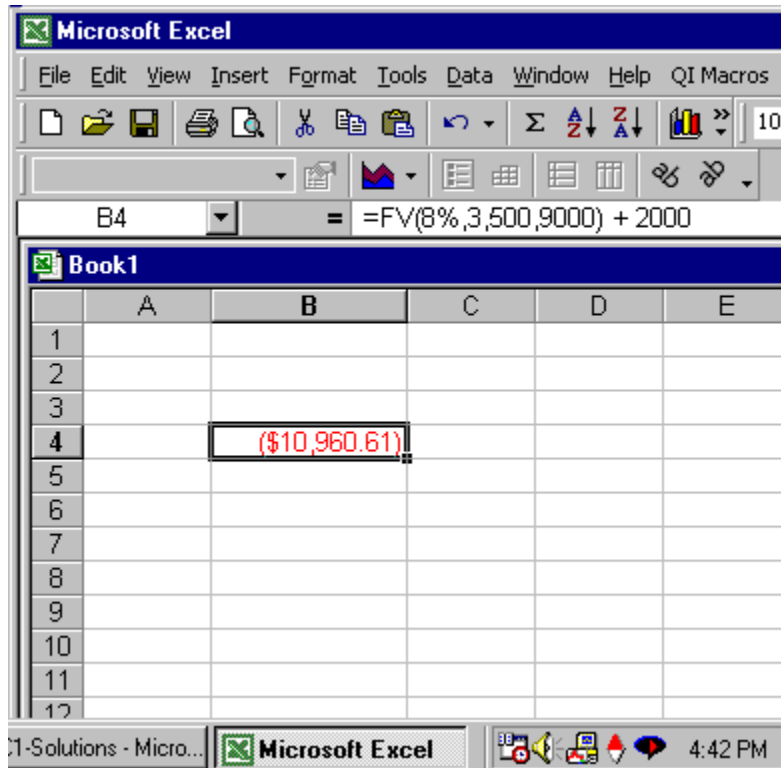 Microsoft Excel
File Edit View Insert Format Tools Data Window Help QI Macros
Σ A Z Z A » 10
B4 = =FV(8%,3,500,9000) + 2000
Book1
A B C D E
1
2
3
4 ($10,960.61)
5
6
7
8
9
10
11
12
C1-Solutions - Micro... Microsoft Excel 4:42 PM